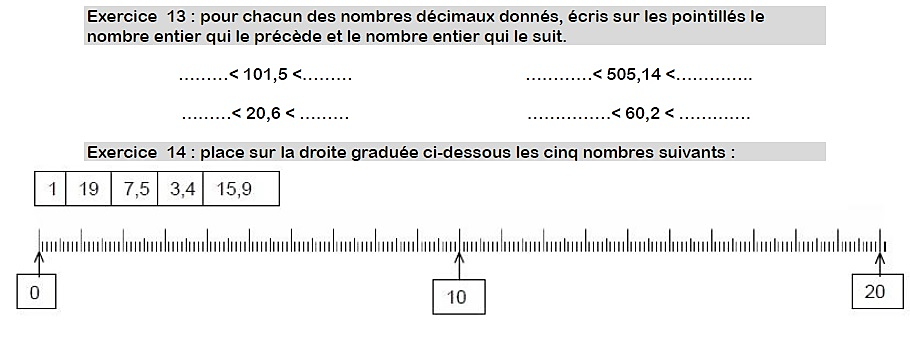 Exercice 13 : pour chacun des nombres décimaux donnés, écris sur les pointillés le
nombre entier qui le précède et le nombre entier qui le suit.
………< 101,5 <………
…………< 505,14 <………….
………< 20,6 < ………
……………< 60,2 < ………….
Exercice 14 : place sur la droite graduée ci-dessous les cinq nombres suivants :
1 19 7,5 3,4 15,9
0 10 20